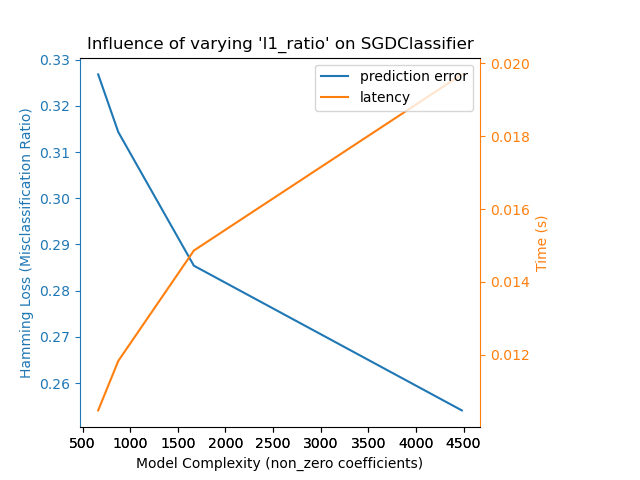 Influence of varying 'l1_ratio' on SGDClassifier
prediction error
latency
0.33
0.32
0.31
0.30
0.29
0.28
0.27
0.26
Hamming Loss (Misclassification Ratio)
0.020
0.018
0.016
0.014
0.012
Time (s)
500 1000 1500 2000 2500 3000 3500 4000 4500
Model Complexity (non_zero coefficients)